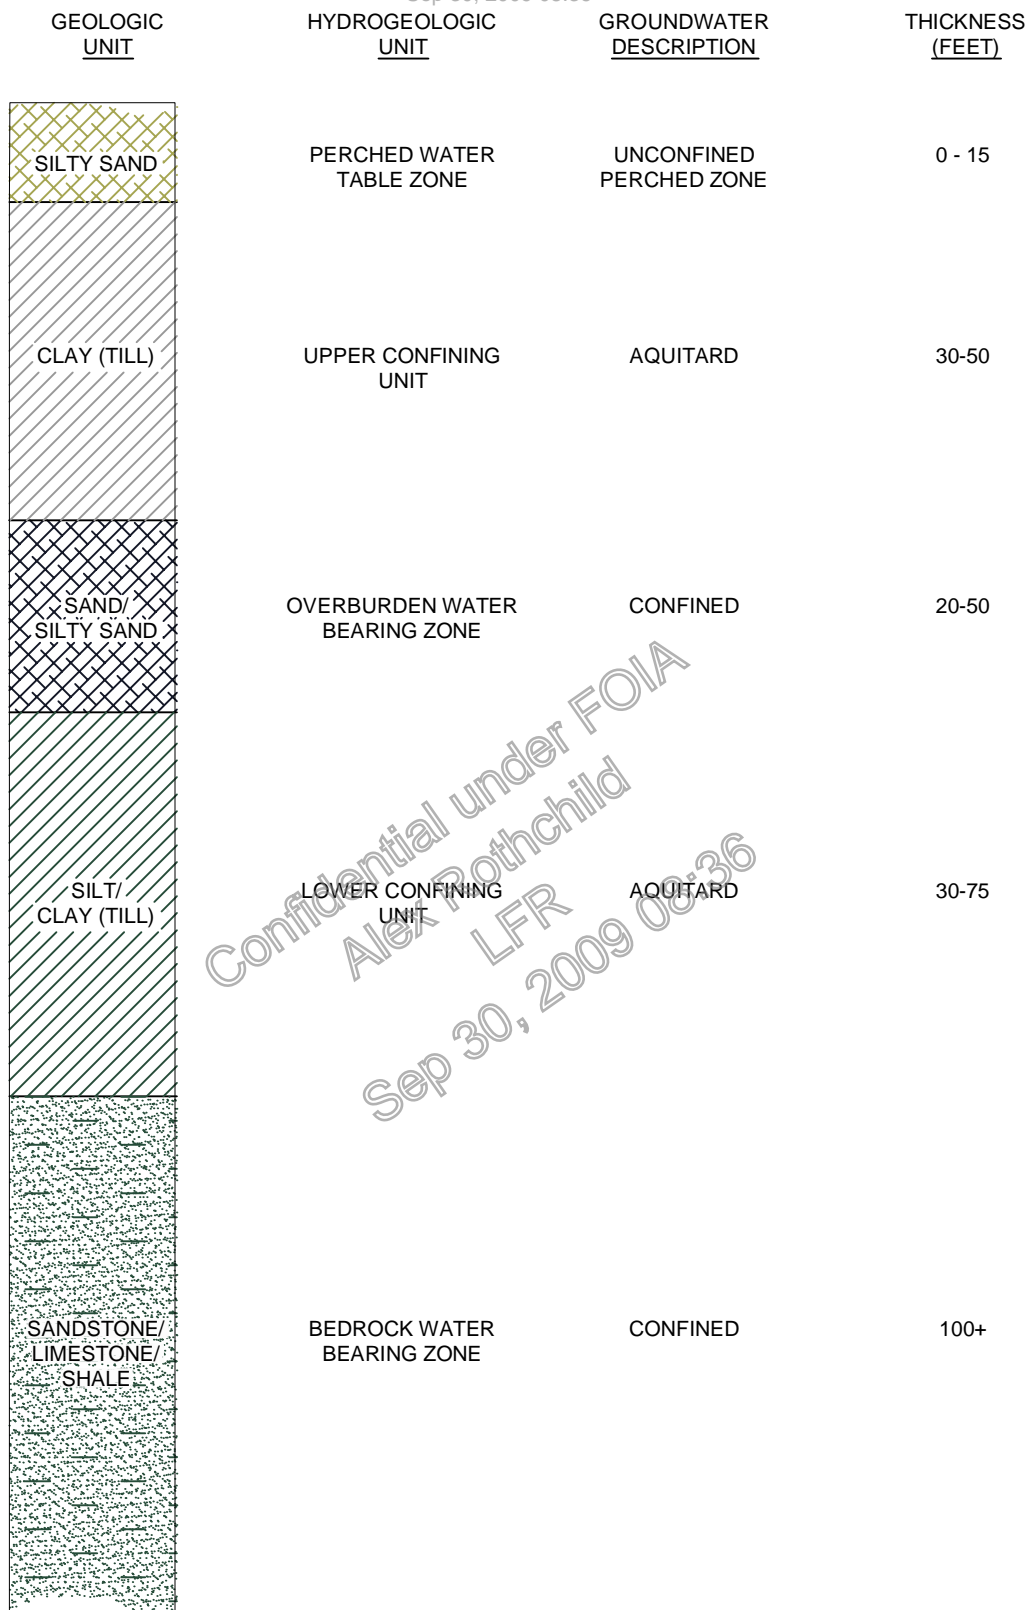 GEOLOGIC UNIT HYDROGEOLOGIC UNIT GROUNDWATER DESCRIPTION THICKNESS (FEET)
SILTY SAND
PERCHED WATER
TABLE ZONE
UNCONFINED
PERCHED ZONE
0 - 15
CLAY (TILL)
UPPER CONFINING
UNIT
AQUITARD
30-50
SAND/
SILTY SAND
OVERBURDEN WATER
BEARING ZONE
CONFINED
20-50
SILT/
CLAY (TILL)
LOWER CONFINING
UNIT
AQUITARD
30-75
Confidential under FOIA
Alex Rothchild
LFR
Sep 30, 2009 08:36
SANDSTONE/
LIMESTONE/
SHALE
BEDROCK WATER
BEARING ZONE
CONFINED
100+